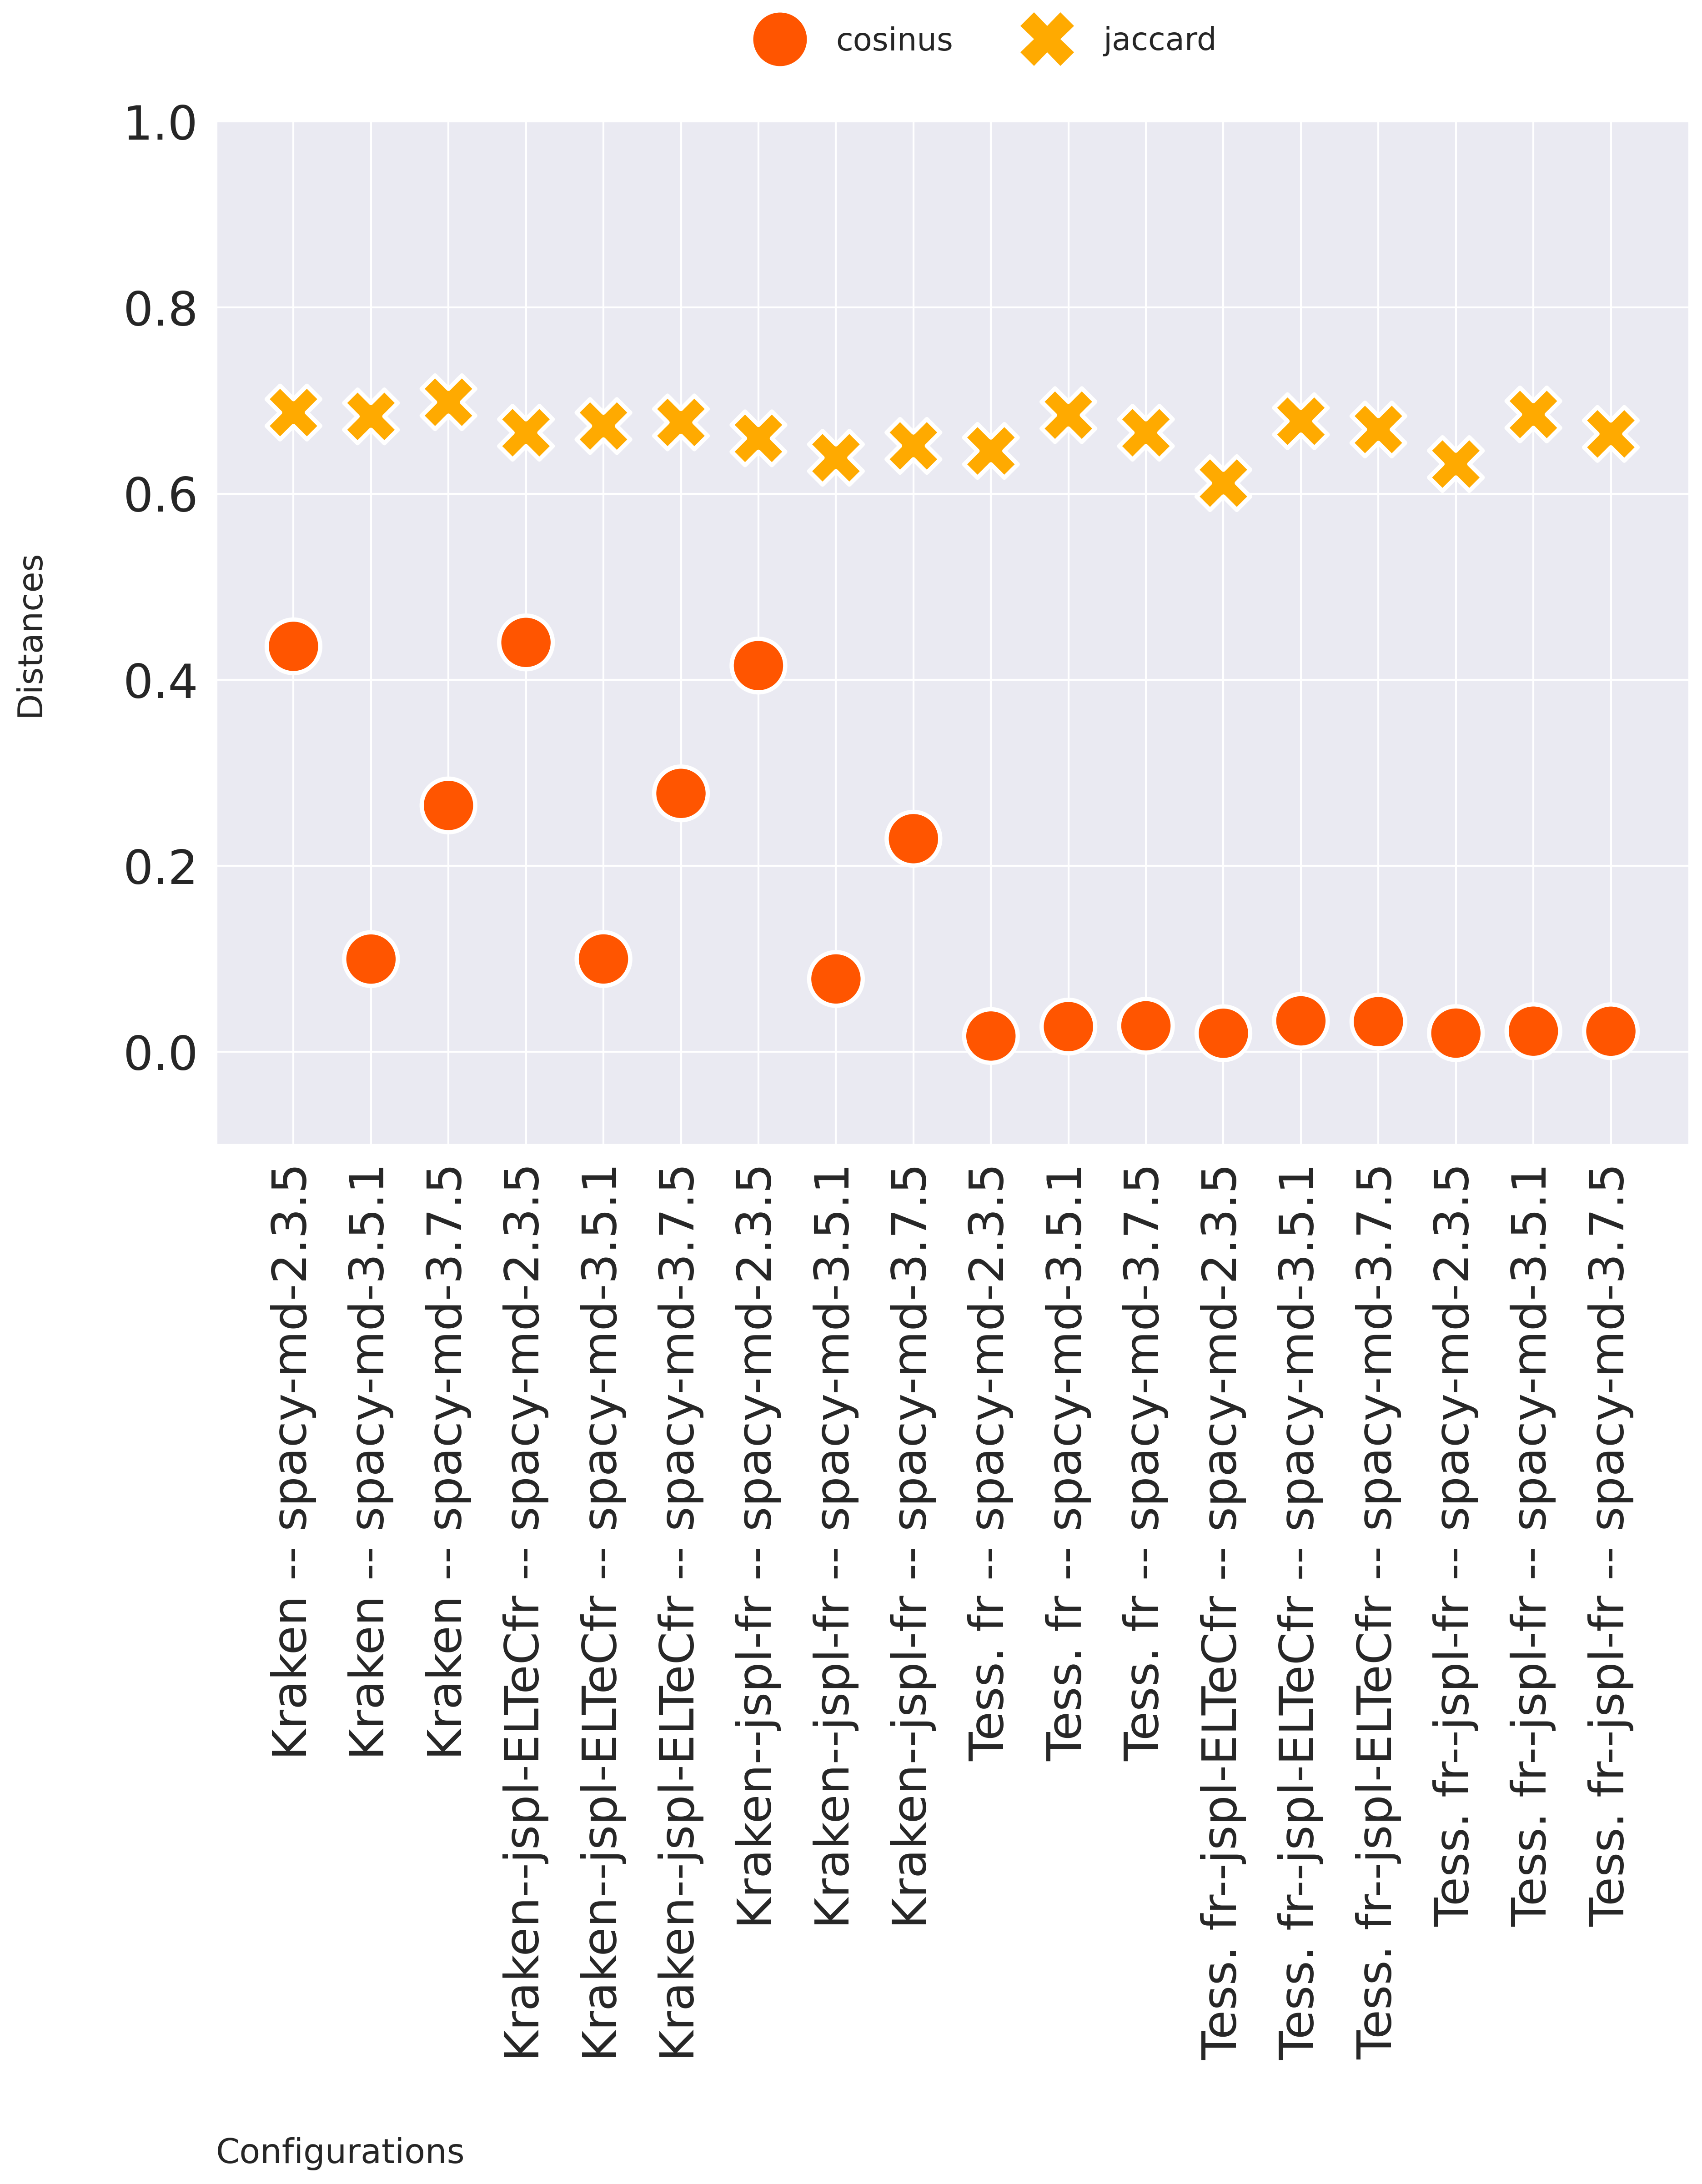 cosinus
jaccard
1.0
0.8
0.6
0.4
0.2
0.0
Distances
Kraken -- spacy-md-2.3.5
Kraken -- spacy-md-3.5.1
Kraken -- spacy-md-3.7.5
Kraken--jspl-ELTeCfr -- spacy-md-2.3.5
Kraken--jspl-ELTeCfr -- spacy-md-3.5.1
Kraken--jspl-ELTeCfr -- spacy-md-3.7.5
Kraken--jspl-fr -- spacy-md-2.3.5
Kraken--jspl-fr -- spacy-md-3.5.1
Kraken--jspl-fr -- spacy-md-3.7.5
Tess. fr -- spacy-md-2.3.5
Tess. fr -- spacy-md-3.5.1
Tess. fr -- spacy-md-3.7.5
Tess. fr--jspl-ELTeCfr -- spacy-md-2.3.5
Tess. fr--jspl-ELTeCfr -- spacy-md-3.5.1
Tess. fr--jspl-ELTeCfr -- spacy-md-3.7.5
Tess. fr--jspl-fr -- spacy-md-2.3.5
Tess. fr--jspl-fr -- spacy-md-3.5.1
Tess. fr--jspl-fr -- spacy-md-3.7.5
Configurations